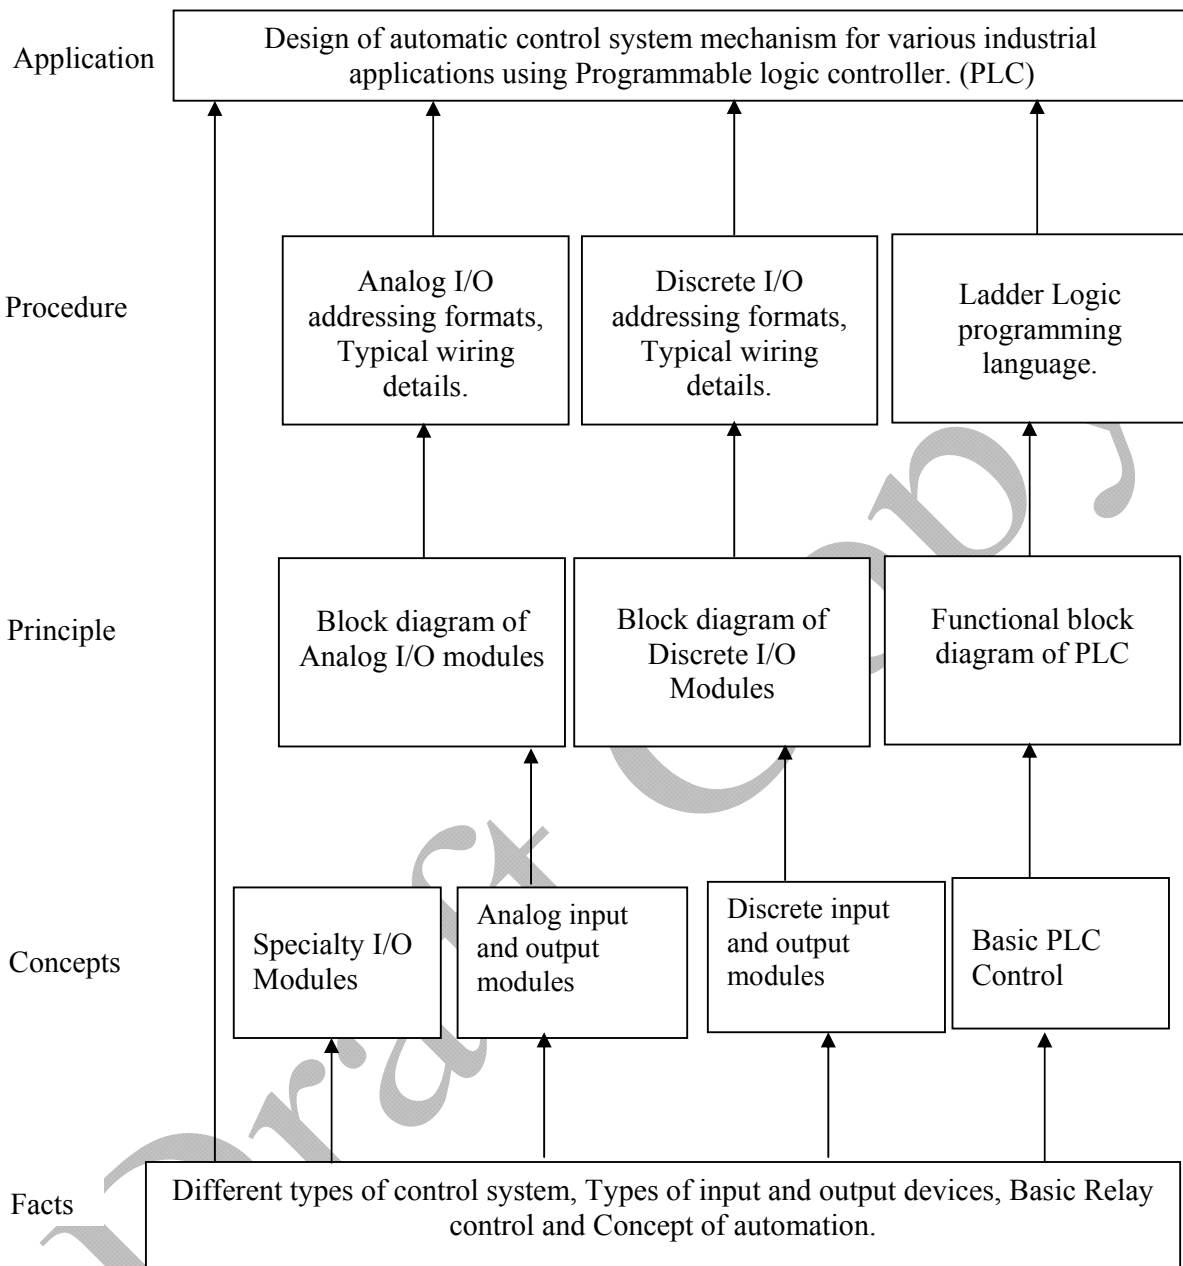 Application
Design of automatic control system mechanism for various industrial
applications using Programmable logic controller. (PLC)
Procedure
Analog I/O
addressing formats,
Typical wiring
details.
Discrete I/O
addressing formats,
Typical wiring
details.
Ladder Logic
programming
language.
Principle
Block diagram of
Analog I/O modules
Block diagram of
Discrete I/O
Modules
Functional block
diagram of PLC
Concepts
Specialty I/O
Modules
Analog input
and output
modules
Discrete input
and output
modules
Basic PLC
Control
Facts
Different types of control system, Types of input and output devices, Basic Relay
control and Concept of automation.
Draft Copy